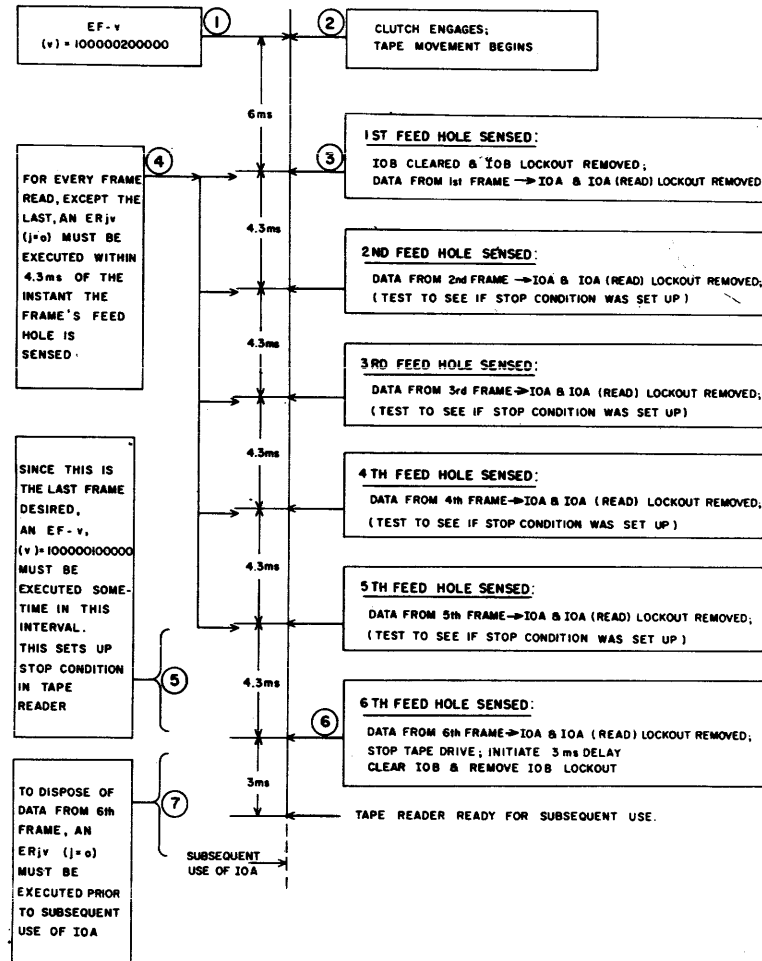 EF-v
(v) = 100000200000
1
2
CLUTCH ENGAGES;
TAPE MOVEMENT BEGINS
6ms
4
FOR EVERY FRAME
READ, EXCEPT THE
LAST, AN ERjv
(j=o) MUST BE
EXECUTED WITHIN
4.3ms OF THE
INSTANT THE
FRAME'S FEED
HOLE IS
SENSED.
3
1ST FEED HOLE SENSED:
IOB CLEARED & IOB LOCKOUT REMOVED;
DATA FROM 1st FRAME → IOA & IOA (READ) LOCKOUT REMOVED
4.3ms
2ND FEED HOLE SENSED:
DATA FROM 2nd FRAME → IOA & IOA (READ) LOCKOUT REMOVED;
(TEST TO SEE IF STOP CONDITION WAS SET UP)
4.3ms
3RD FEED HOLE SENSED:
DATA FROM 3rd FRAME → IOA & IOA (READ) LOCKOUT REMOVED;
(TEST TO SEE IF STOP CONDITION WAS SET UP)
4.3ms
4TH FEED HOLE SENSED:
DATA FROM 4th FRAME → IOA & IOA (READ) LOCKOUT REMOVED;
(TEST TO SEE IF STOP CONDITION WAS SET UP)
4.3ms
5TH FEED HOLE SENSED:
DATA FROM 5th FRAME → IOA & IOA (READ) LOCKOUT REMOVED;
(TEST TO SEE IF STOP CONDITION WAS SET UP)
SINCE THIS IS
THE LAST FRAME
DESIRED,
AN EF-v,
(v)=100000100000
MUST BE
EXECUTED SOME-
TIME IN THIS
INTERVAL.
THIS SETS UP
STOP CONDITION
IN TAPE
READER
5
4.3ms
6
6TH FEED HOLE SENSED:
DATA FROM 6th FRAME → IOA & IOA (READ) LOCKOUT REMOVED;
STOP TAPE DRIVE; INITIATE 3 ms DELAY
CLEAR IOB & REMOVE IOB LOCKOUT
3ms
7
TO DISPOSE OF
DATA FROM 6th
FRAME, AN
ERjv (j=o)
MUST BE
EXECUTED PRIOR
TO SUBSEQUENT
USE OF IOA
TAPE READER READY FOR SUBSEQUENT USE.
SUBSEQUENT
USE OF IOA